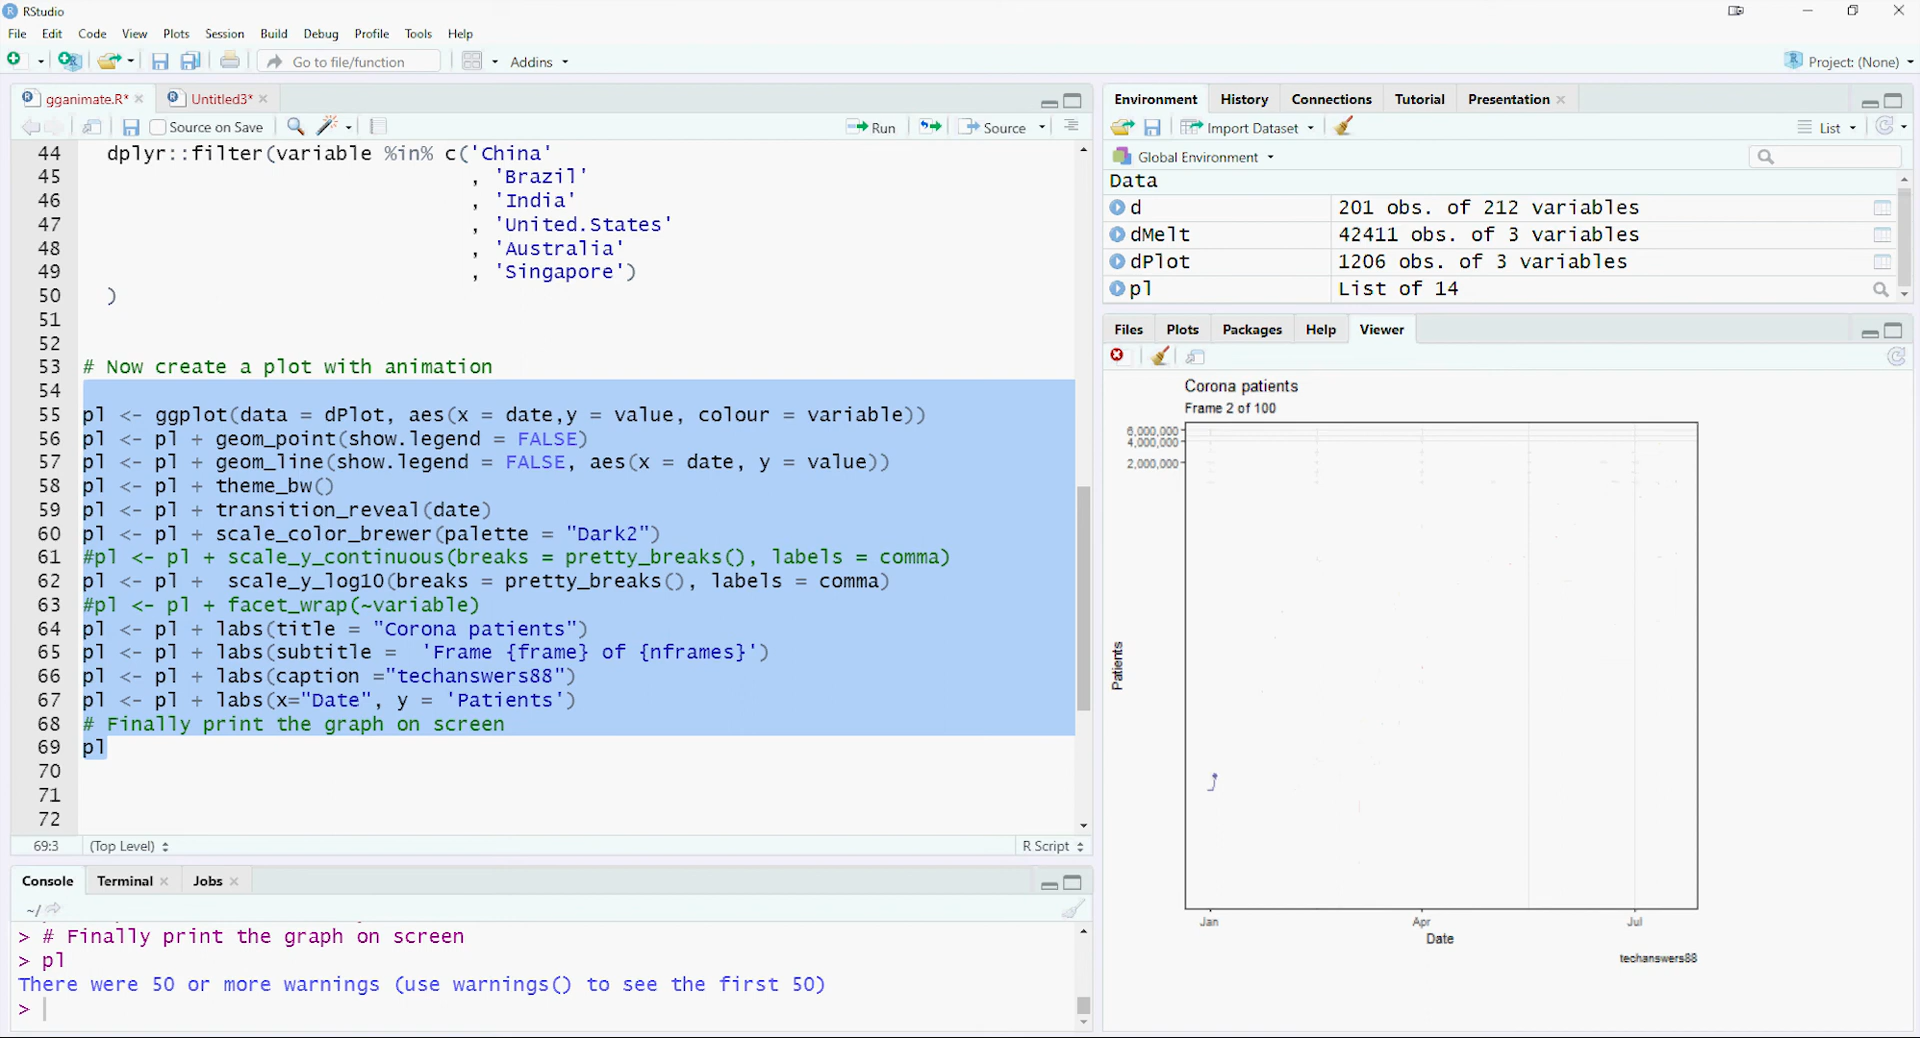 RStudio
File Edit Code View Plots Session Build Debug Profile Tools Help
Go to file/function Addins Project: (None)
gganimate.R* Untitled3*
Source on Save Run Source
44 dplyr::filter(variable %in% c('China'
45 , 'Brazil'
46 , 'India'
47 , 'United.States'
48 , 'Australia'
49 , 'Singapore')
50 )
51
52
53 # Now create a plot with animation
54
55 pl <- ggplot(data = dPlot, aes(x = date,y = value, colour = variable))
56 pl <- pl + geom_point(show.legend = FALSE)
57 pl <- pl + geom_line(show.legend = FALSE, aes(x = date, y = value))
58 pl <- pl + theme_bw()
59 pl <- pl + transition_reveal(date)
60 pl <- pl + scale_color_brewer(palette = "Dark2")
61 #pl <- pl + scale_y_continuous(breaks = pretty_breaks(), labels = comma)
62 pl <- pl +  scale_y_log10(breaks = pretty_breaks(), labels = comma)
63 #pl <- pl + facet_wrap(~variable)
64 pl <- pl + labs(title = "Corona patients")
65 pl <- pl + labs(subtitle =  'Frame {frame} of {nframes}')
66 pl <- pl + labs(caption ="techanswers88")
67 pl <- pl + labs(x="Date", y = 'Patients')
68 # Finally print the graph on screen
69 pl
70
71
72
69:3 (Top Level) R Script
Console Terminal Jobs
~/
> # Finally print the graph on screen
> pl
There were 50 or more warnings (use warnings() to see the first 50)
>
Environment History Connections Tutorial Presentation
Import Dataset List
Global Environment
Data
d 201 obs. of 212 variables
dMelt 42411 obs. of 3 variables
dPlot 1206 obs. of 3 variables
pl List of 14
Files Plots Packages Help Viewer
Corona patients
Frame 2 of 100
6,000,000
4,000,000
2,000,000
Patients
Jan Apr Jul
Date
techanswers88